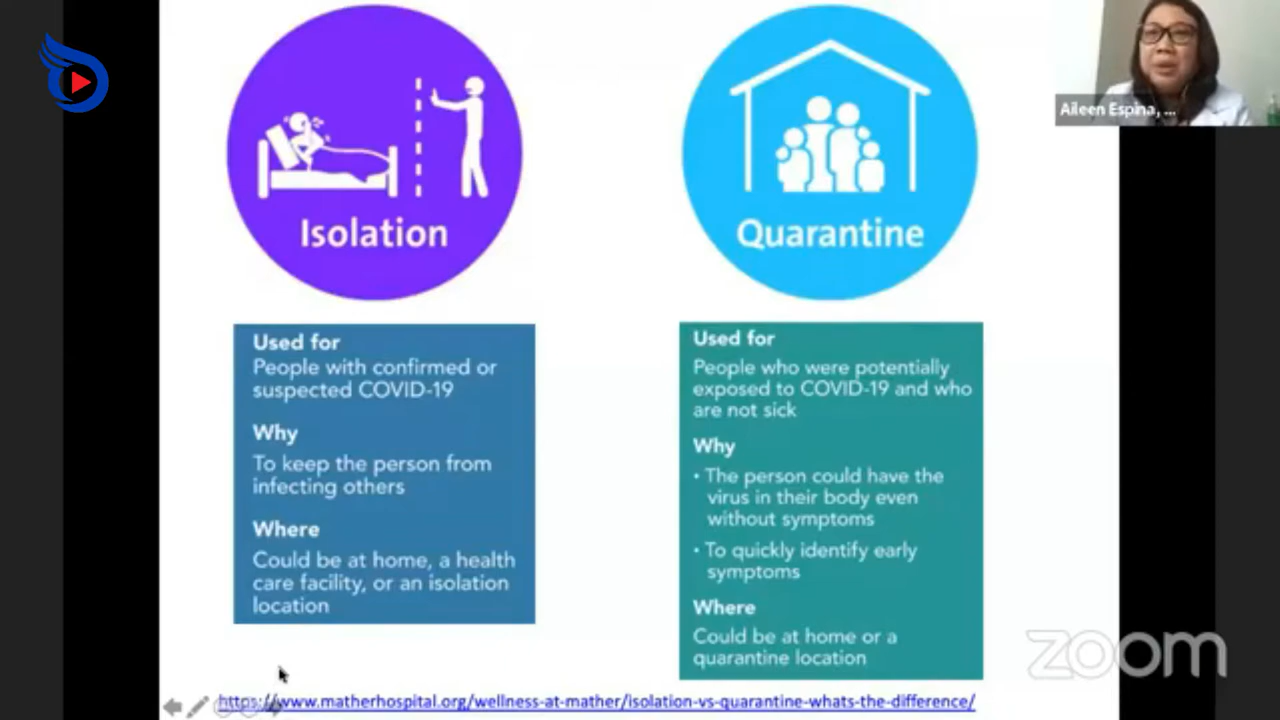 Isolation
Used for
People with confirmed or
suspected COVID-19
Why
To keep the person from
infecting others
Where
Could be at home, a health
care facility, or an isolation
location
Quarantine
Used for
People who were potentially
exposed to COVID-19 and who
are not sick
Why
• The person could have the
virus in their body even
without symptoms
• To quickly identify early
symptoms
Where
Could be at home or a
quarantine location
Aileen Espina, ...
zoom
https://www.matherhospital.org/wellness-at-mather/isolation-vs-quarantine-whats-the-difference/